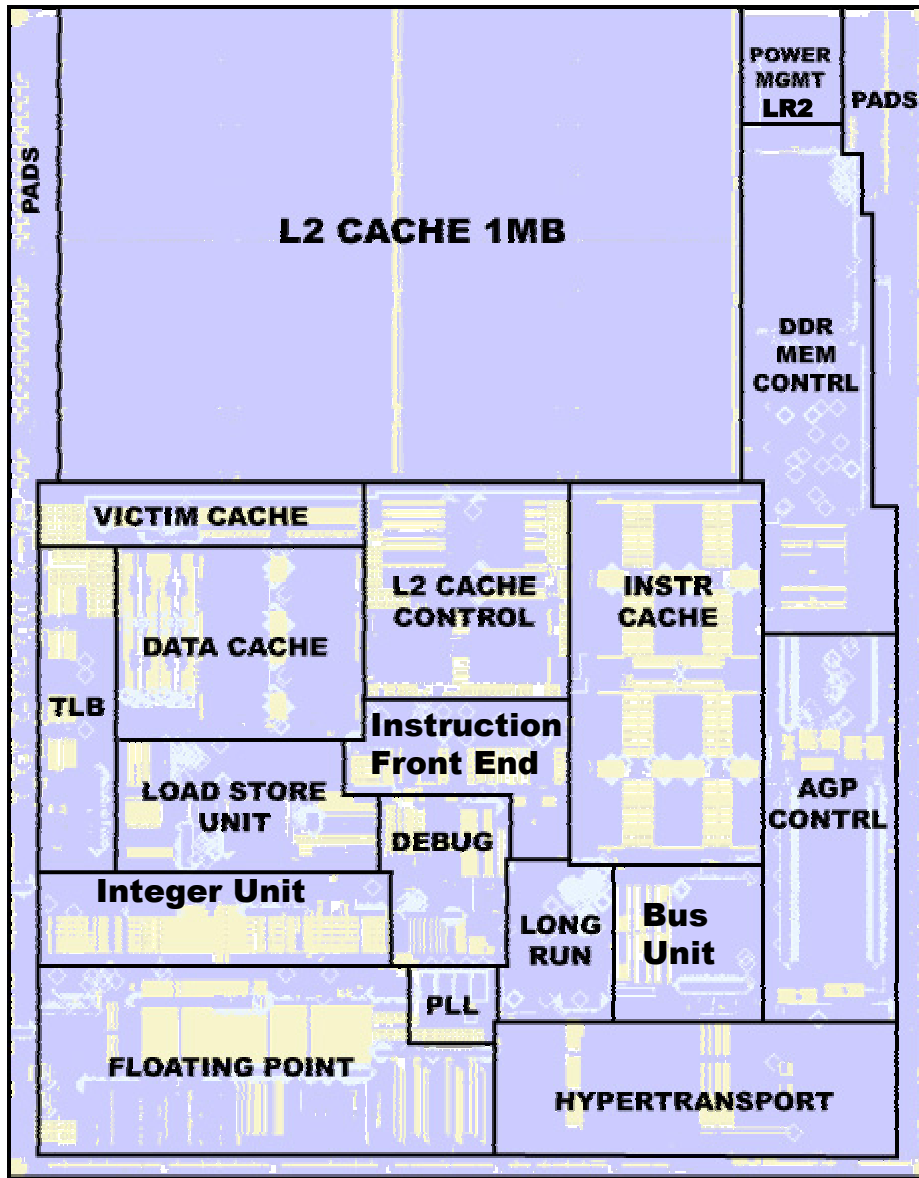 POWER
MGMT
LR2
PADS
PADS
L2 CACHE 1MB
DDR
MEM
CONTRL
VICTIM CACHE
L2 CACHE
CONTROL
INSTR
CACHE
DATA CACHE
TLB
Instruction
Front End
LOAD STORE
UNIT
AGP
CONTRL
DEBUG
Integer Unit
LONG
RUN
Bus
Unit
PLL
FLOATING POINT
HYPERTRANSPORT